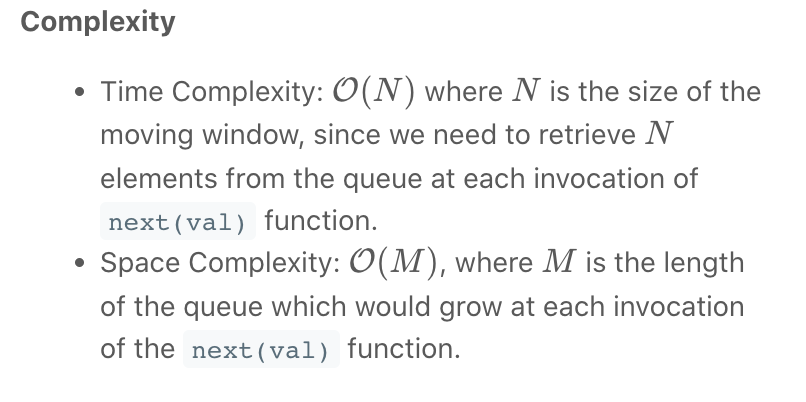 Complexity
• Time Complexity: O(N) where N is the size of the
moving window, since we need to retrieve N
elements from the queue at each invocation of
next(val) function.
• Space Complexity: O(M), where M is the length
of the queue which would grow at each invocation
of the next(val) function.